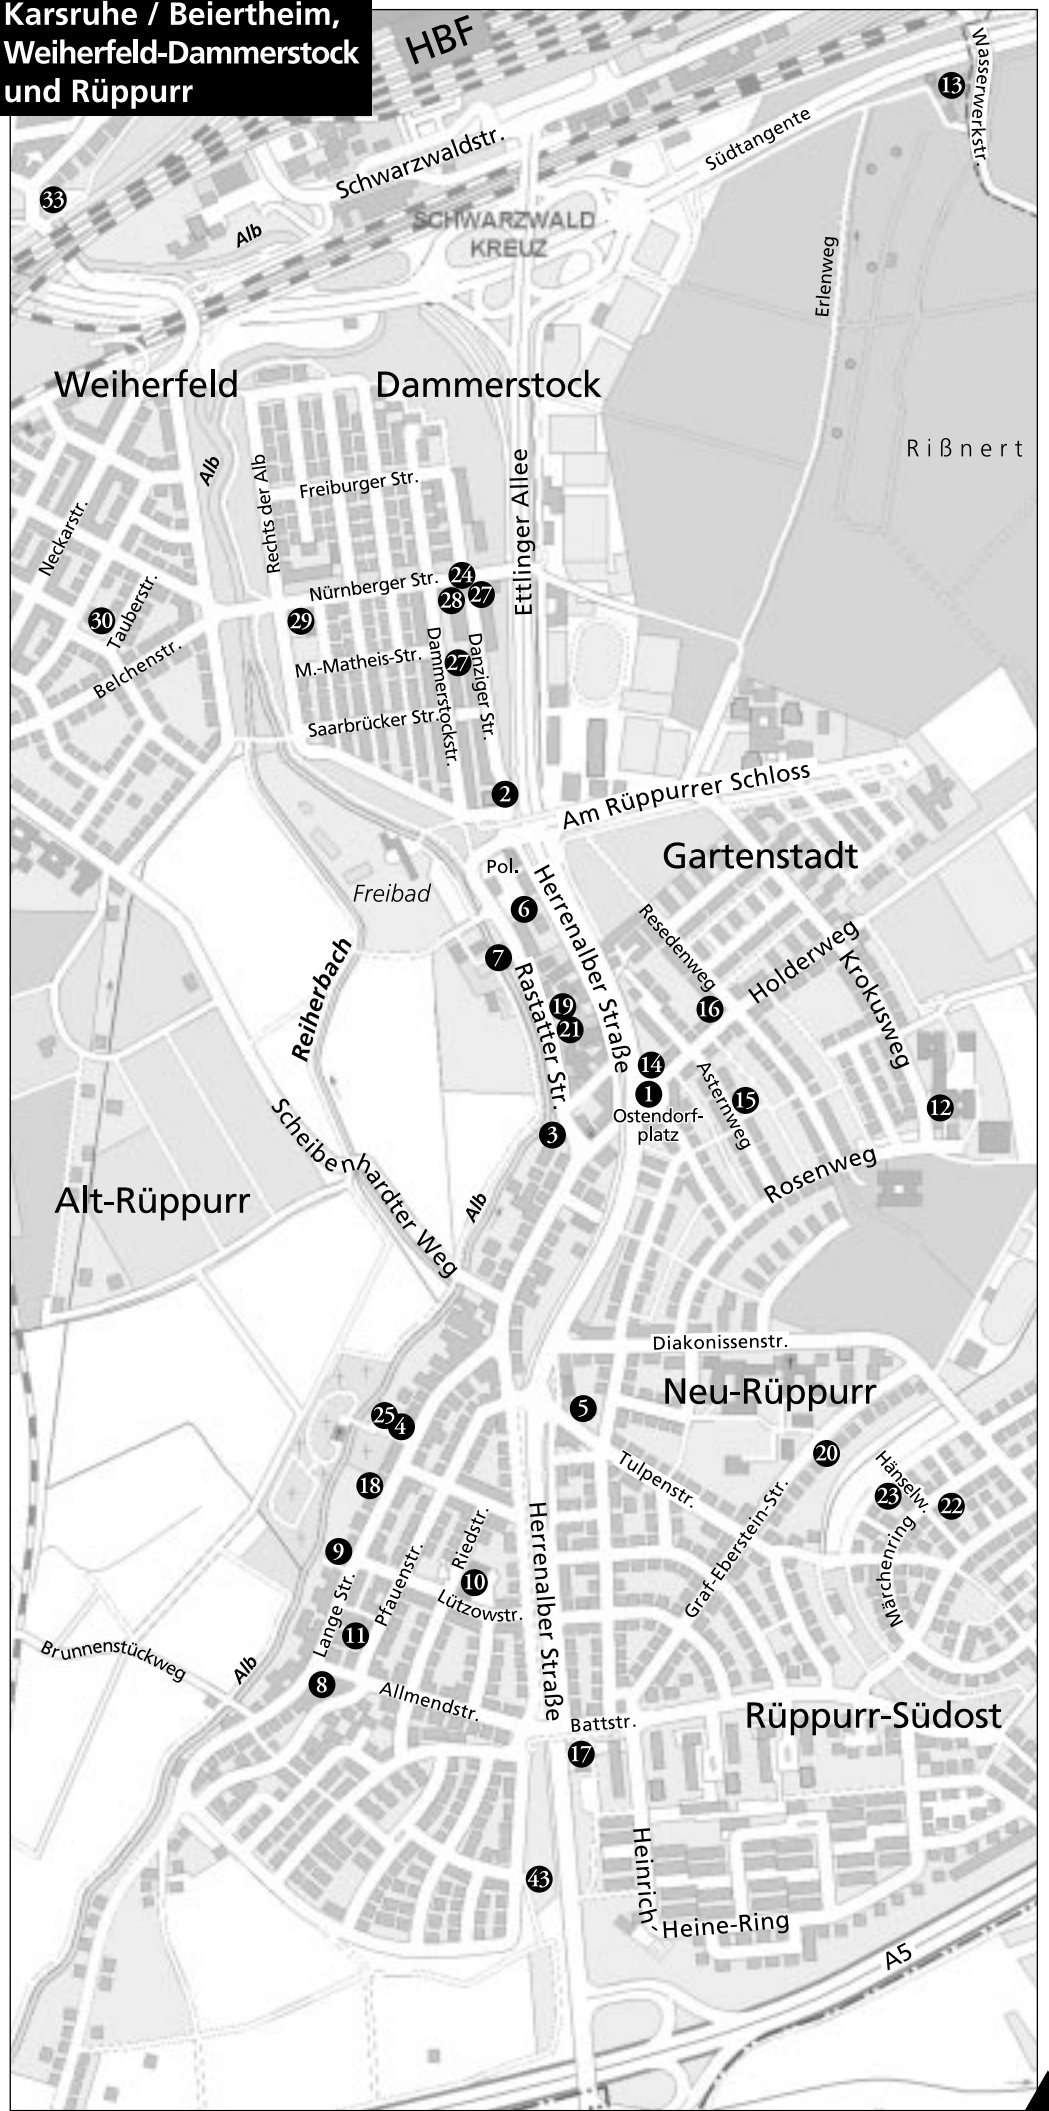 Karsruhe / Beiertheim,
Weiherfeld-Dammerstock
und Rüppurr
HBF
Wasserwerkstr.
13
Schwarzwaldstr.
Südtangente
33
Alb
SCHWARZWALD
KREUZ
Erlenweg
Weiherfeld
Dammerstock
Rißnert
Alb
Rechts der Alb
Freiburger Str.
Ettlinger Allee
Neckarstr.
Nürnberger Str.
24
28
27
29
30
Tauberstr.
Belchenstr.
M.-Matheis-Str.
27
Dammerstockstr.
Danziger Str.
Saarbrücker Str.
2
Am Rüppurrer Schloss
Gartenstadt
Pol.
Herrenalber Straße
Freibad
6
Resedenweg
Holderweg
Krokusweg
7
Rastatter Str.
Reiherbach
19
21
16
14
1
Ostendorf-
platz
Asternweg
15
12
3
Scheibenhardter Weg
Rosenweg
Alt-Rüppurr
Alb
Diakonissenstr.
Neu-Rüppurr
5
25
4
20
Tulpenstr.
Hänselw.
18
23
22
Herrenalber Straße
Riedstr.
Graf-Eberstein-Str.
Märchenring
9
Pfauenstr.
10
Lange Str.
Lützowstr.
11
Brunnenstückweg
Alb
8
Allmendstr.
Battstr.
Rüppurr-Südost
17
Heinrich-
Heine-Ring
43
A5